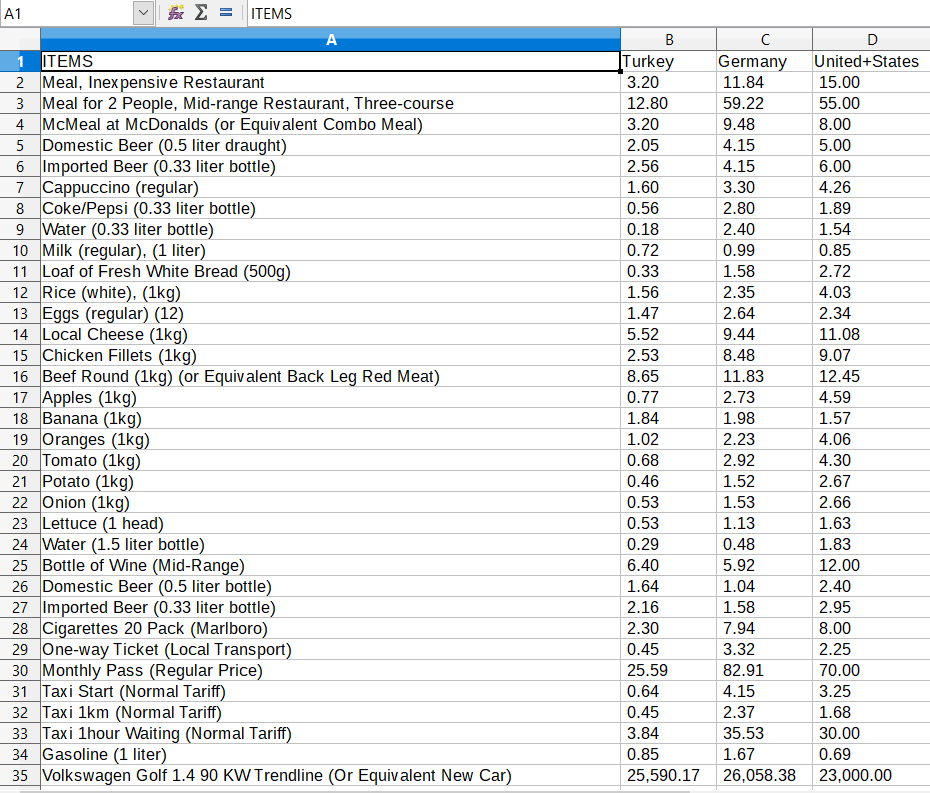 A1 fx Σ = ITEMS
A B C D
1 ITEMS Turkey Germany United+States
2 Meal, Inexpensive Restaurant 3.20 11.84 15.00
3 Meal for 2 People, Mid-range Restaurant, Three-course 12.80 59.22 55.00
4 McMeal at McDonalds (or Equivalent Combo Meal) 3.20 9.48 8.00
5 Domestic Beer (0.5 liter draught) 2.05 4.15 5.00
6 Imported Beer (0.33 liter bottle) 2.56 4.15 6.00
7 Cappuccino (regular) 1.60 3.30 4.26
8 Coke/Pepsi (0.33 liter bottle) 0.56 2.80 1.89
9 Water (0.33 liter bottle) 0.18 2.40 1.54
10 Milk (regular), (1 liter) 0.72 0.99 0.85
11 Loaf of Fresh White Bread (500g) 0.33 1.58 2.72
12 Rice (white), (1kg) 1.56 2.35 4.03
13 Eggs (regular) (12) 1.47 2.64 2.34
14 Local Cheese (1kg) 5.52 9.44 11.08
15 Chicken Fillets (1kg) 2.53 8.48 9.07
16 Beef Round (1kg) (or Equivalent Back Leg Red Meat) 8.65 11.83 12.45
17 Apples (1kg) 0.77 2.73 4.59
18 Banana (1kg) 1.84 1.98 1.57
19 Oranges (1kg) 1.02 2.23 4.06
20 Tomato (1kg) 0.68 2.92 4.30
21 Potato (1kg) 0.46 1.52 2.67
22 Onion (1kg) 0.53 1.53 2.66
23 Lettuce (1 head) 0.53 1.13 1.63
24 Water (1.5 liter bottle) 0.29 0.48 1.83
25 Bottle of Wine (Mid-Range) 6.40 5.92 12.00
26 Domestic Beer (0.5 liter bottle) 1.64 1.04 2.40
27 Imported Beer (0.33 liter bottle) 2.16 1.58 2.95
28 Cigarettes 20 Pack (Marlboro) 2.30 7.94 8.00
29 One-way Ticket (Local Transport) 0.45 3.32 2.25
30 Monthly Pass (Regular Price) 25.59 82.91 70.00
31 Taxi Start (Normal Tariff) 0.64 4.15 3.25
32 Taxi 1km (Normal Tariff) 0.45 2.37 1.68
33 Taxi 1hour Waiting (Normal Tariff) 3.84 35.53 30.00
34 Gasoline (1 liter) 0.85 1.67 0.69
35 Volkswagen Golf 1.4 90 KW Trendline (Or Equivalent New Car) 25,590.17 26,058.38 23,000.00